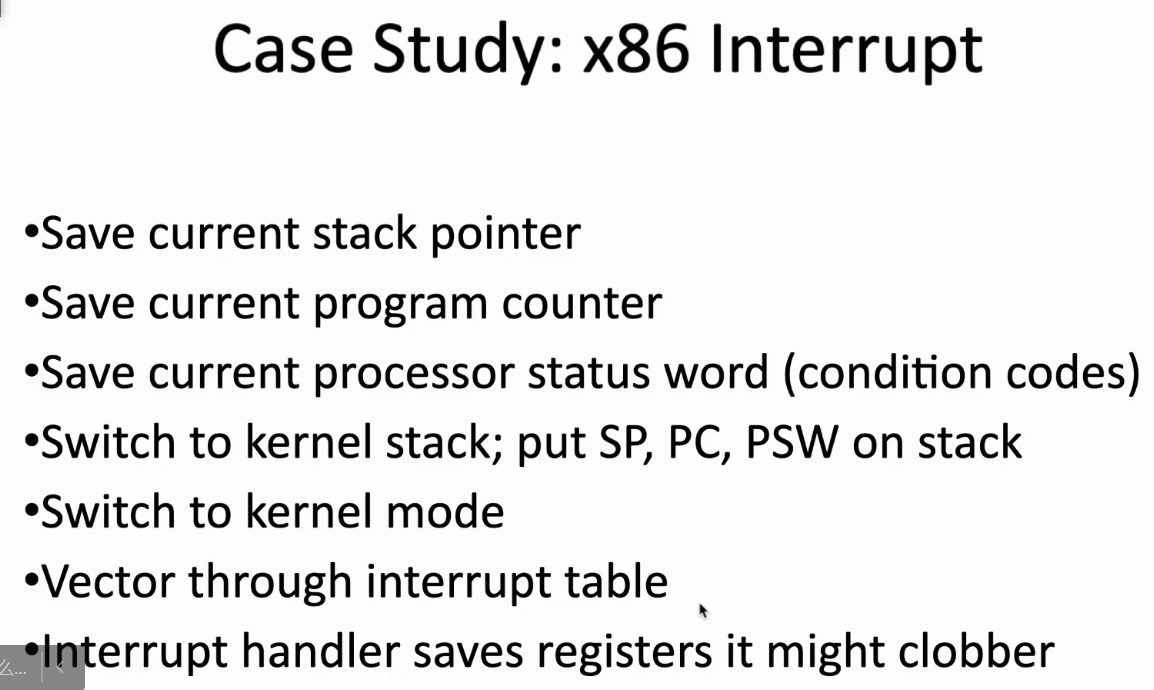 Case Study: x86 Interrupt
•Save current stack pointer
•Save current program counter
•Save current processor status word (condition codes)
•Switch to kernel stack; put SP, PC, PSW on stack
•Switch to kernel mode
•Vector through interrupt table
•Interrupt handler saves registers it might clobber
么...